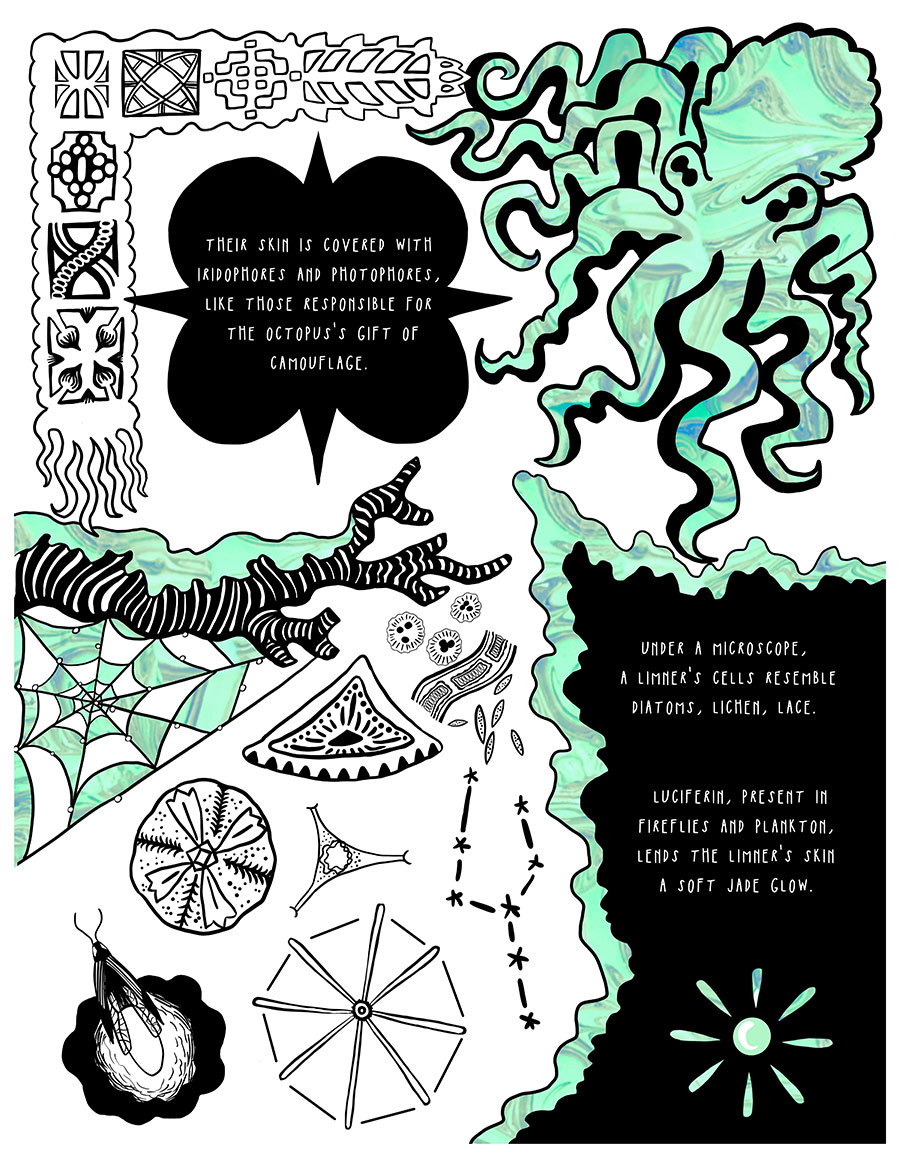 THEIR SKIN IS COVERED WITH
IRIDOPHORES AND PHOTOPHORES,
LIKE THOSE RESPONSIBLE FOR
THE OCTOPUS'S GIFT OF
CAMOUFLAGE.
UNDER A MICROSCOPE,
A LIMNER'S CELLS RESEMBLE
DIATOMS, LICHEN, LACE.
LUCIFERIN, PRESENT IN
FIREFLIES AND PLANKTON,
LENDS THE LIMNER'S SKIN
A SOFT JADE GLOW.